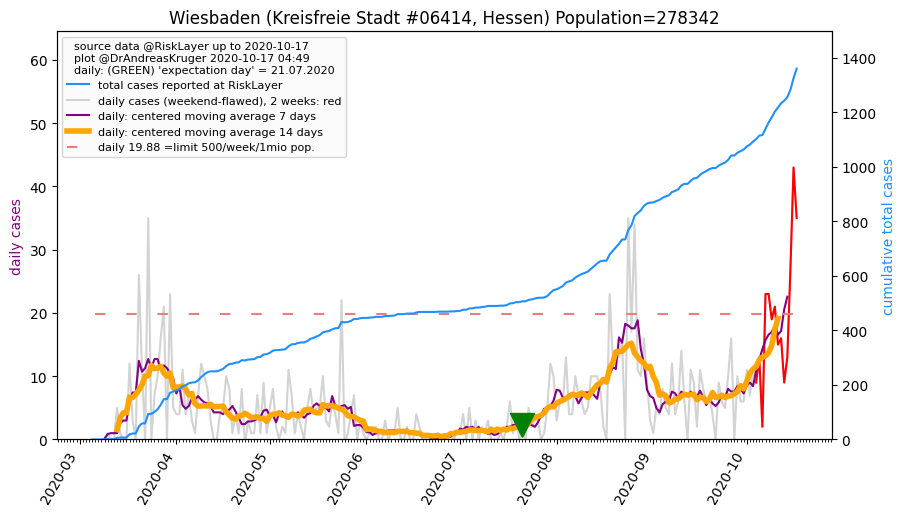 Wiesbaden (Kreisfreie Stadt #06414, Hessen) Population=278342
source data @RiskLayer up to 2020-10-17
plot @DrAndreasKruger 2020-10-17 04:49
daily: (GREEN) 'expectation day' = 21.07.2020
total cases reported at RiskLayer
daily cases (weekend-flawed), 2 weeks: red
daily: centered moving average 7 days
daily: centered moving average 14 days
daily 19.88 =limit 500/week/1mio pop.
daily cases
0
10
20
30
40
50
60
cumulative total cases
0
200
400
600
800
1000
1200
1400
2020-03
2020-04
2020-05
2020-06
2020-07
2020-08
2020-09
2020-10